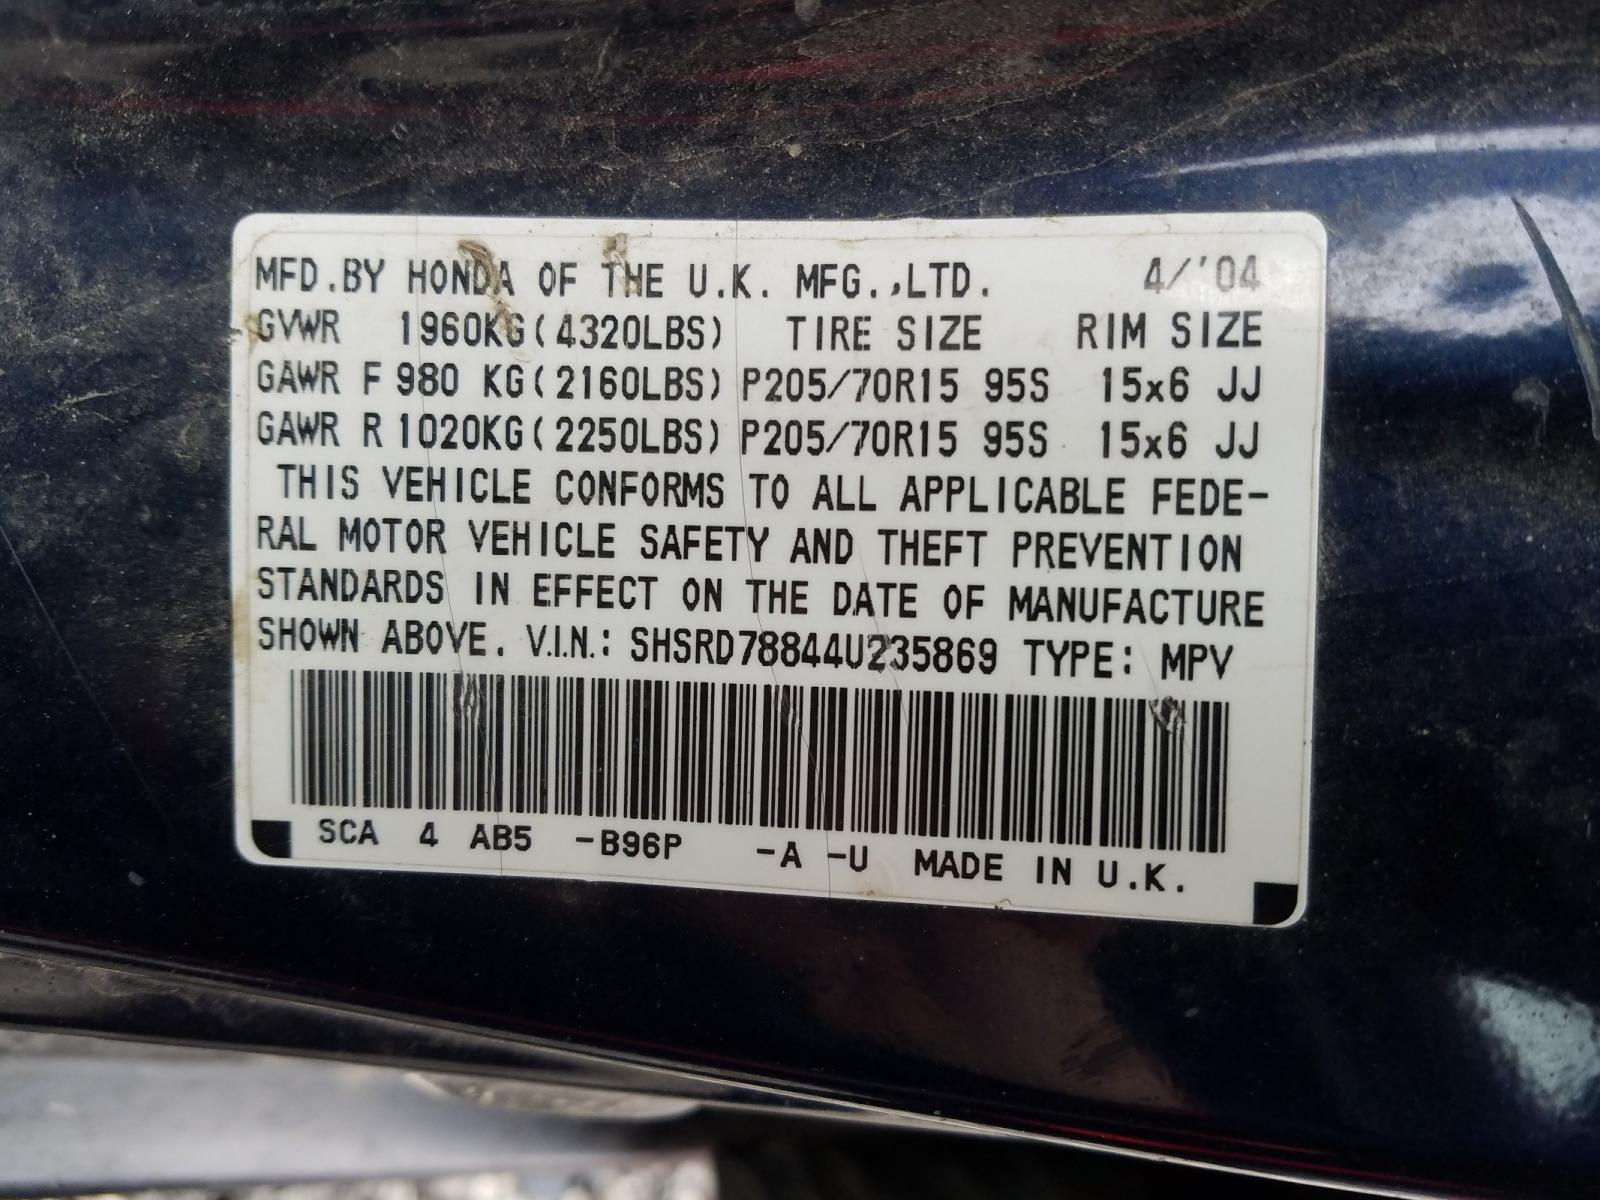 MFD.BY HONDA OF THE U.K. MFG.,LTD. 4/'04
GVWR 1960KG(4320LBS) TIRE SIZE RIM SIZE
GAWR F 980 KG(2160LBS) P205/70R15 95S 15x6 JJ
GAWR R 1020KG(2250LBS) P205/70R15 95S 15x6 JJ
THIS VEHICLE CONFORMS TO ALL APPLICABLE FEDE-
RAL MOTOR VEHICLE SAFETY AND THEFT PREVENTION
STANDARDS IN EFFECT ON THE DATE OF MANUFACTURE
SHOWN ABOVE. V.I.N.: SHSRD78844U235869 TYPE: MPV
SCA 4 AB5 -B96P -A -U MADE IN U.K.